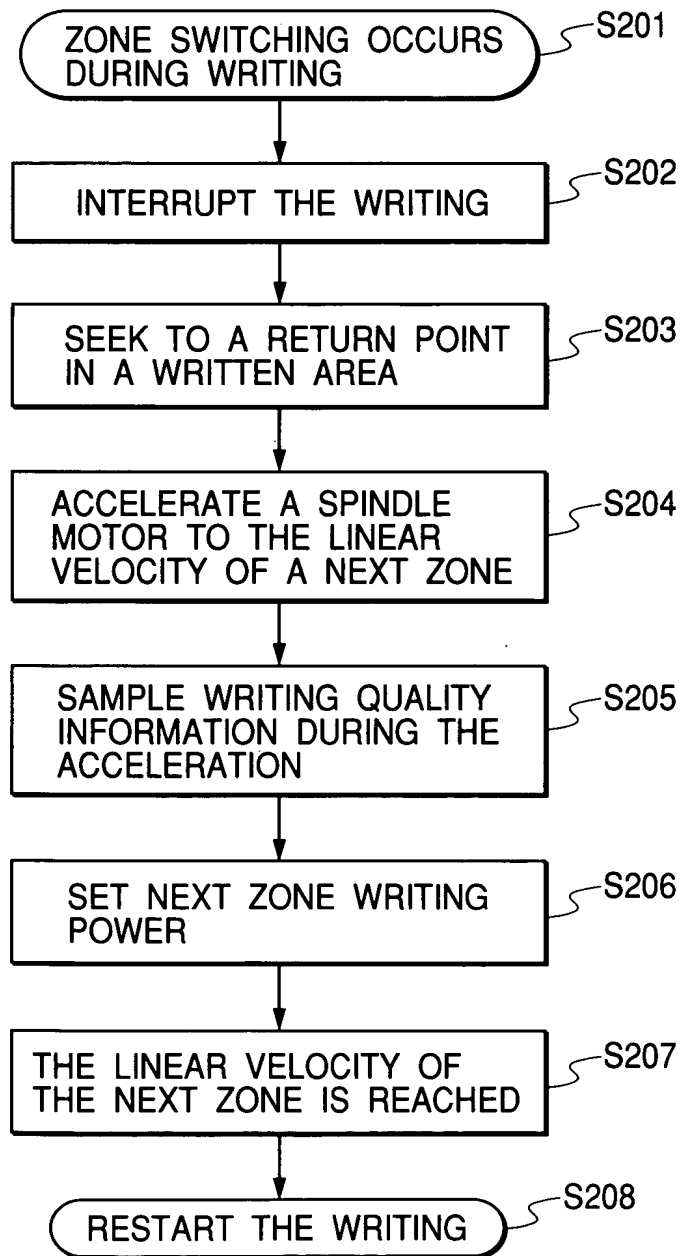 ZONE SWITCHING OCCURS
DURING WRITING
S201
INTERRUPT THE WRITING
S202
SEEK TO A RETURN POINT
IN A WRITTEN AREA
S203
ACCELERATE A SPINDLE
MOTOR TO THE LINEAR
VELOCITY OF A NEXT ZONE
S204
SAMPLE WRITING QUALITY
INFORMATION DURING THE
ACCELERATION
S205
SET NEXT ZONE WRITING
POWER
S206
THE LINEAR VELOCITY OF
THE NEXT ZONE IS REACHED
S207
RESTART THE WRITING
S208